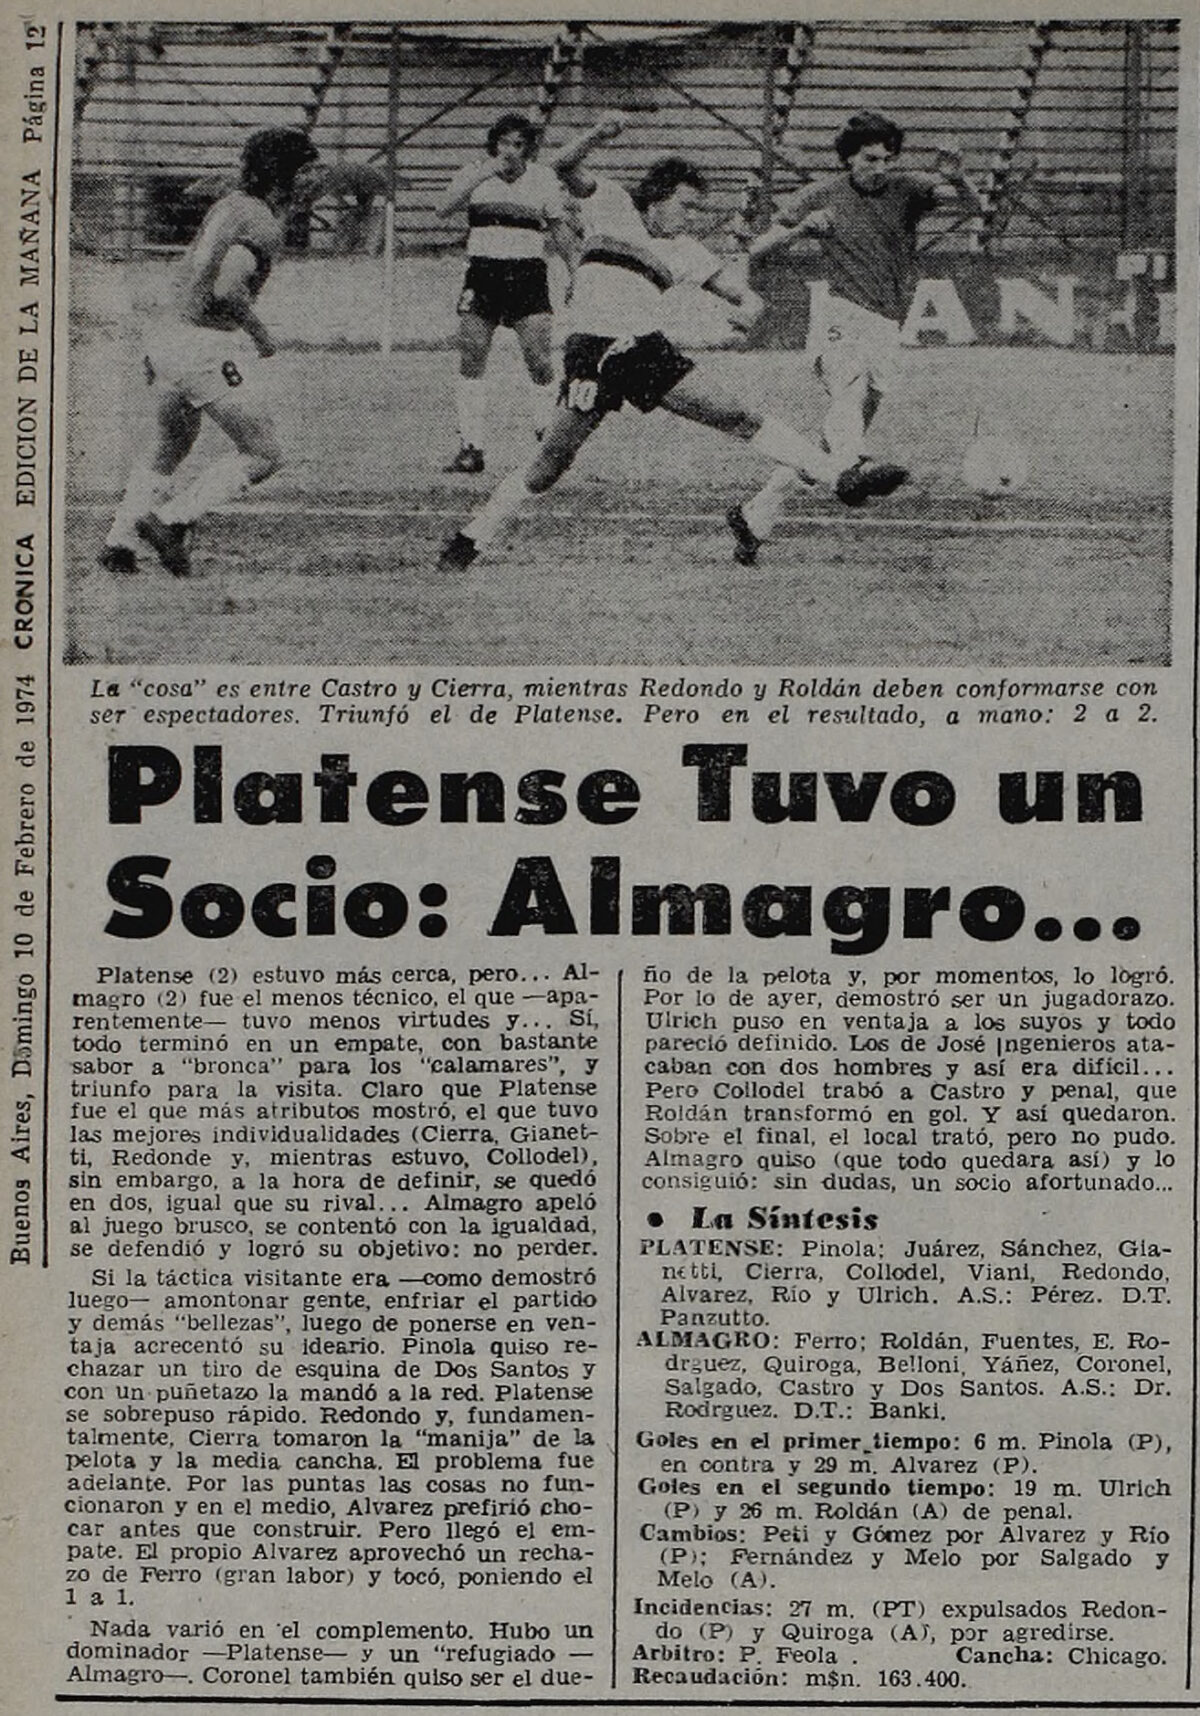 Buenos Aires, Domingo 10 de Febrero de 1974 CRONICA EDICION DE LA MAÑANA Página 12
8
10
5
AN
La "cosa" es entre Castro y Cierra, mientras Redondo y Roldán deben conformarse con
ser espectadores. Triunfó el de Platense. Pero en el resultado, a mano: 2 a 2.
Platense Tuvo un
Socio: Almagro...
Platense (2) estuvo más cerca, pero... Al-
magro (2) fue el menos técnico, el que —apa-
rentemente— tuvo menos virtudes y... Sí,
todo terminó en un empate, con bastante
sabor a "bronca" para los "calamares", y
triunfo para la visita. Claro que Platense
fue el que más atributos mostró, el que tuvo
las mejores individualidades (Cierra, Gianet-
ti, Redonde y, mientras estuvo, Collodel),
sin embargo, a la hora de definir, se quedó
en dos, igual que su rival... Almagro apeló
al juego brusco, se contentó con la igualdad,
se defendió y logró su objetivo: no perder.
Si la táctica visitante era —como demostró
luego— amontonar gente, enfriar el partido
y demás "bellezas", luego de ponerse en ven-
taja acrecentó su ideario. Pinola quiso re-
chazar un tiro de esquina de Dos Santos y
con un puñetazo la mandó a la red. Platense
se sobrepuso rápido. Redondo y, fundamen-
talmente, Cierra tomaron la "manija" de la
pelota y la media cancha. El problema fue
adelante. Por las puntas las cosas no fun-
cionaron y en el medio, Alvarez prefirió cho-
car antes que construir. Pero llegó el em-
pate. El propio Alvarez aprovechó un recha-
zo de Ferro (gran labor) y tocó, poniendo el
1 a 1.
Nada varió en el complemento. Hubo un
dominador —Platense— y un "refugiado —
Almagro—. Coronel también quiso ser el due-
ño de la pelota y, por momentos, lo logró.
Por lo de ayer, demostró ser un jugadorazo.
Ulrich puso en ventaja a los suyos y todo
pareció definido. Los de José Ingenieros ata-
caban con dos hombres y así era difícil...
Pero Collodel trabó a Castro y penal, que
Roldán transformó en gol. Y así quedaron.
Sobre el final, el local trató, pero no pudo.
Almagro quiso (que todo quedara así) y lo
consiguió: sin dudas, un socio afortunado...
• La Síntesis
PLATENSE: Pinola; Juárez, Sánchez, Gia-
netti, Cierra, Collodel, Viani, Redondo,
Alvarez, Río y Ulrich. A.S.: Pérez. D.T.
Panzutto.
ALMAGRO: Ferro; Roldán, Fuentes, E. Ro-
drguez, Quiroga, Belloni, Yáñez, Coronel,
Salgado, Castro y Dos Santos. A.S.: Dr.
Rodrguez. D.T.: Banki.
Goles en el primer tiempo: 6 m. Pinola (P),
en contra y 29 m. Alvarez (P).
Goles en el segundo tiempo: 19 m. Ulrich
(P) y 26 m. Roldán (A) de penal.
Cambios: Peti y Gómez por Alvarez y Río
(P); Fernández y Melo por Salgado y
Melo (A).
Incidencias: 27 m. (PT) expulsados Redon-
do (P) y Quiroga (A), por agredirse.
Arbitro: P. Feola . Cancha: Chicago.
Recaudación: m$n. 163.400.